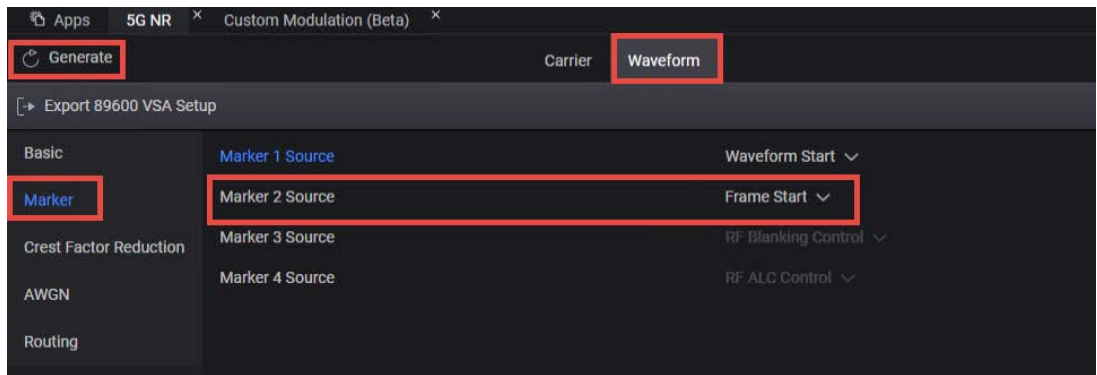 Apps 5G NR × Custom Modulation (Beta) ×
Generate Carrier Waveform
Export 89600 VSA Setup
Basic Marker 1 Source Waveform Start
Marker Marker 2 Source Frame Start
Crest Factor Reduction Marker 3 Source RF Blanking Control
AWGN Marker 4 Source RF ALC Control
Routing